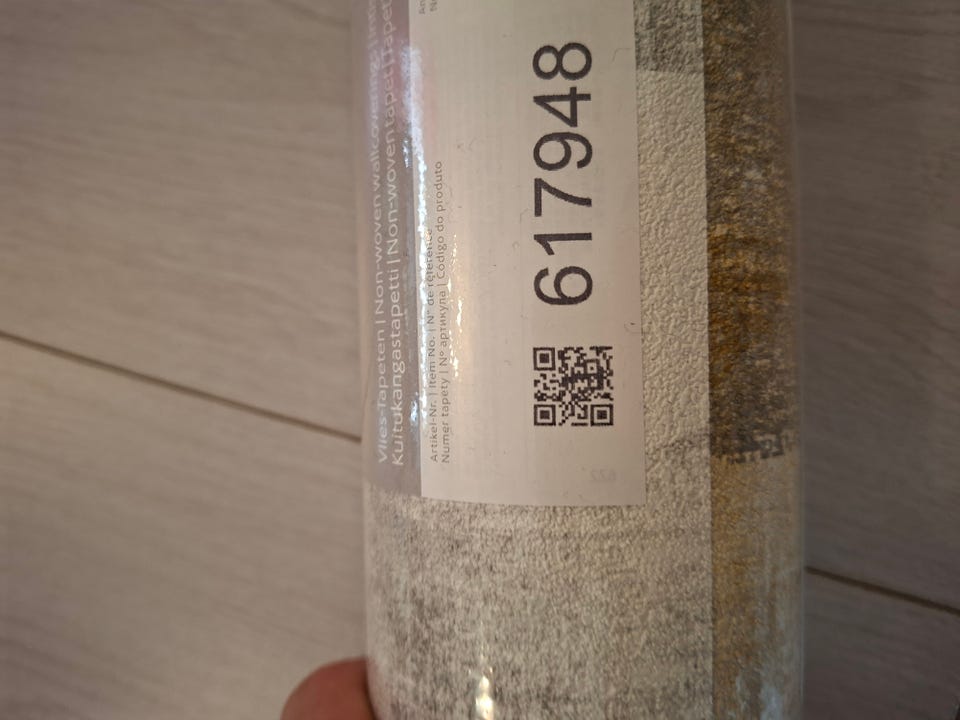 Vlies-Tapeten | Non-woven wallcovering |
Kuitukangastapetti | Non-woven tapet | Tapet
Artikel-Nr. | Item No. | N° de référence
Numer tapety | N° артикула | Código do produto
617948